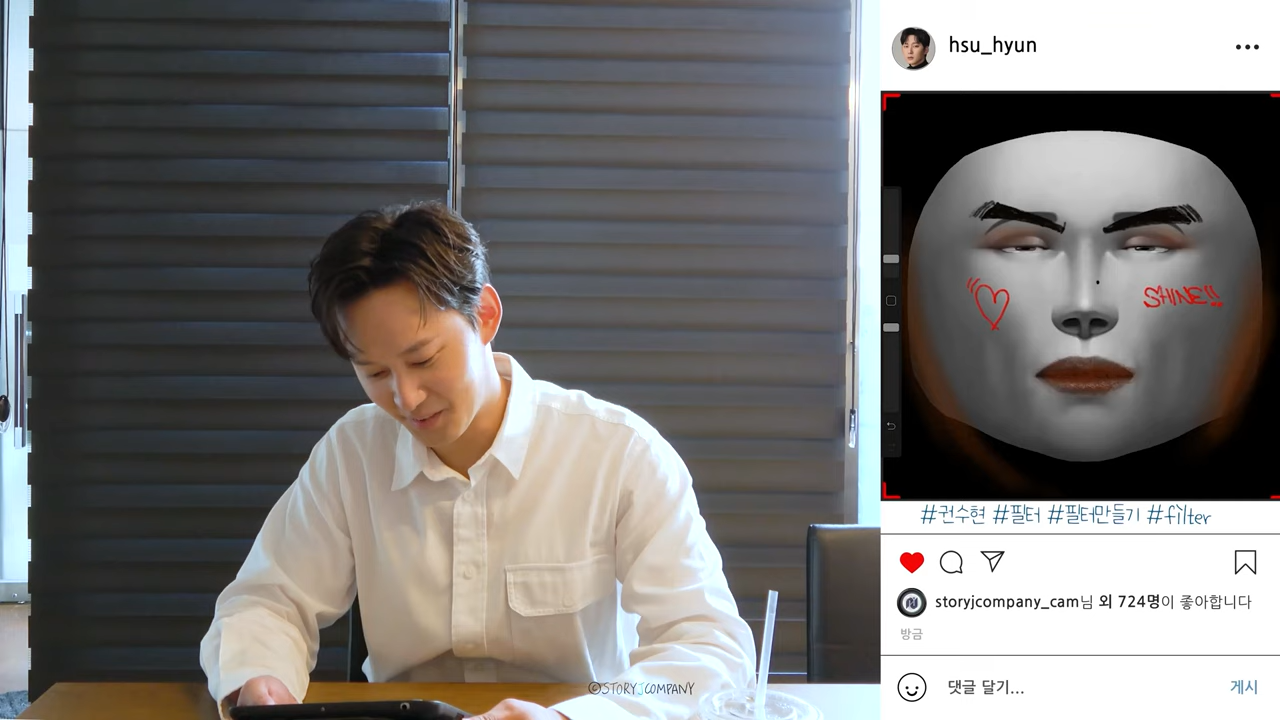 hsu_hyun
SHINE!!
#권수현 #필터 #필터만들기 #filter
storyjcompany_cam님 외 724명이 좋아합니다
방금
댓글 달기...
게시
©STORYJCOMPANY